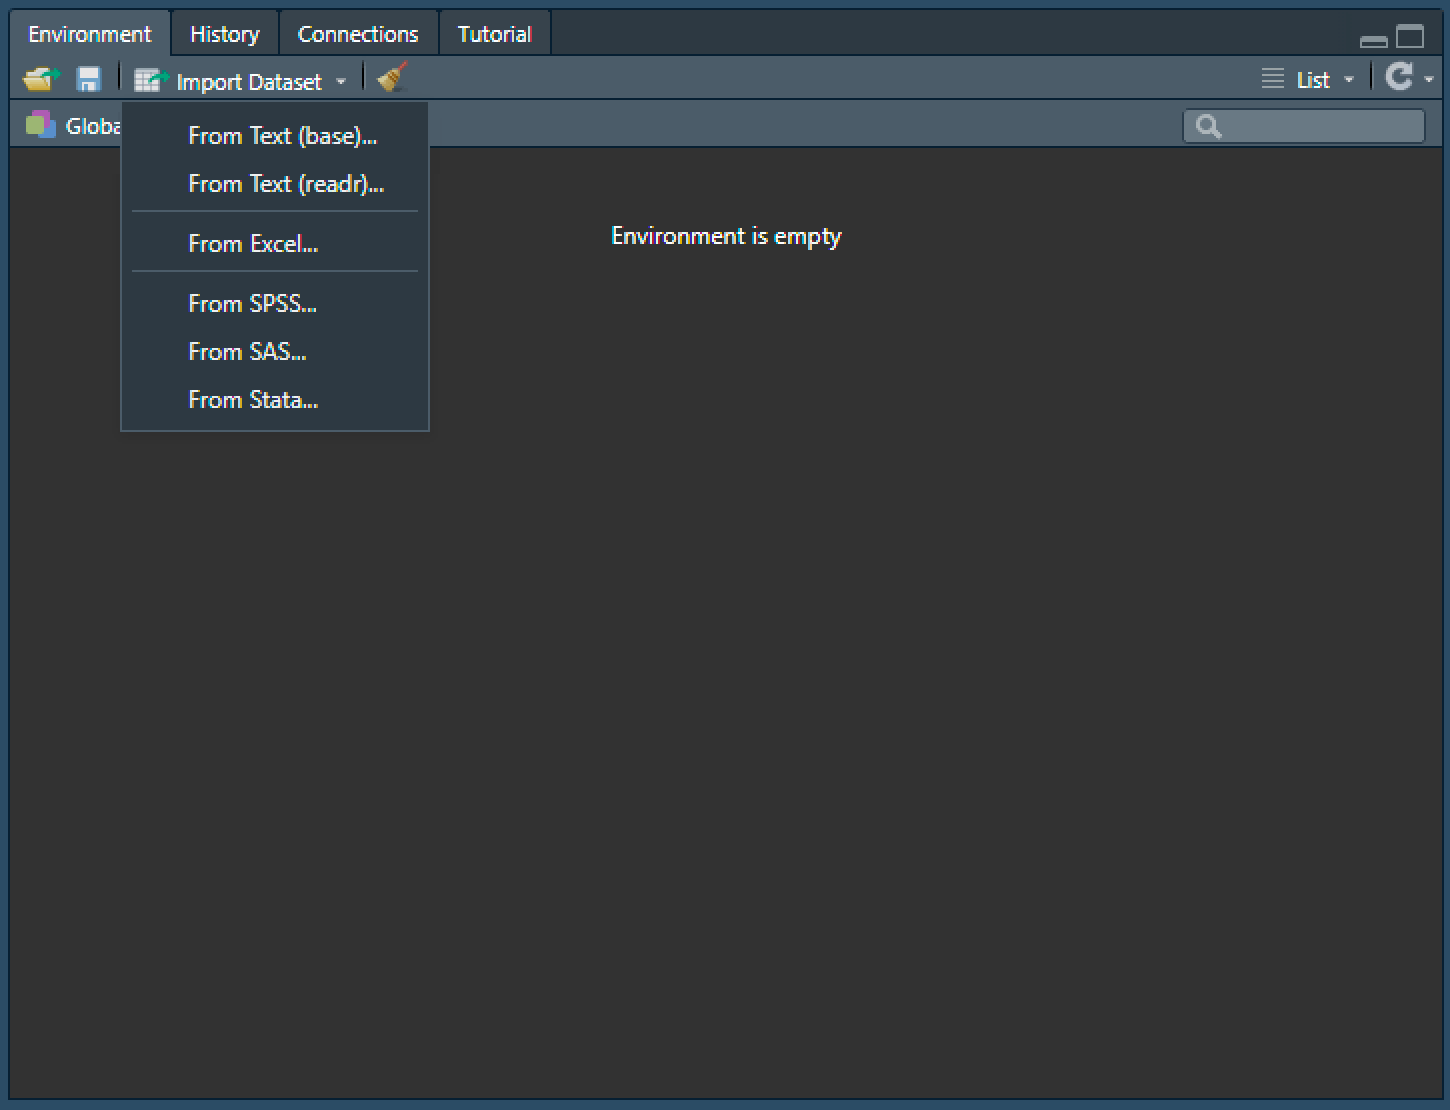 Environment History Connections Tutorial
Import Dataset List
Globa
From Text (base)...
From Text (readr)...
From Excel...
From SPSS...
From SAS...
From Stata...
Environment is empty